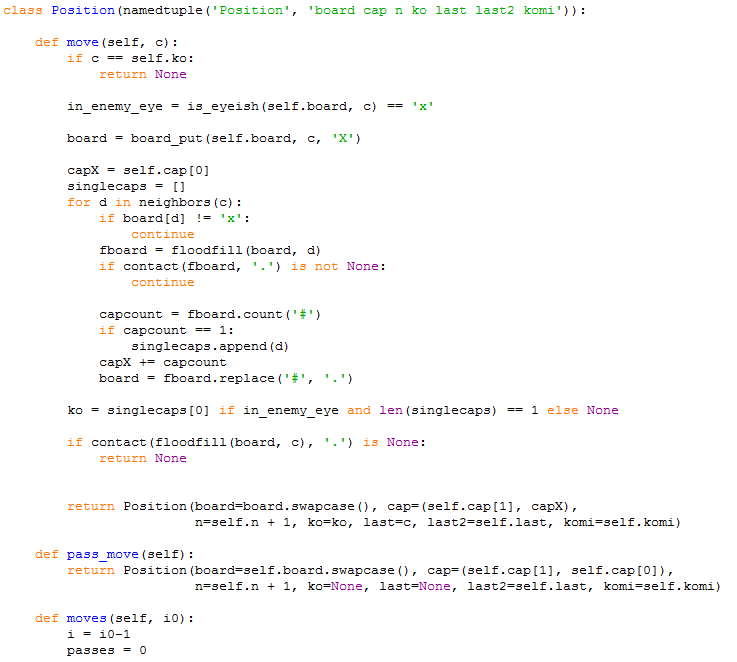 class Position(namedtuple('Position', 'board cap n ko last last2 komi')):
    def move(self, c):
        if c == self.ko:
            return None
        in_enemy_eye = is_eyeish(self.board, c) == 'x'
        board = board_put(self.board, c, 'X')
        capX = self.cap[0]
        singlecaps = []
        for d in neighbors(c):
            if board[d] != 'x':
                continue
            fboard = floodfill(board, d)
            if contact(fboard, '.') is not None:
                continue
            capcount = fboard.count('#')
            if capcount == 1:
                singlecaps.append(d)
            capX += capcount
            board = fboard.replace('#', '.')
        ko = singlecaps[0] if in_enemy_eye and len(singlecaps) == 1 else None
        if contact(floodfill(board, c), '.') is None:
            return None
        return Position(board=board.swapcase(), cap=(self.cap[1], capX),
                        n=self.n + 1, ko=ko, last=c, last2=self.last, komi=self.komi)
    def pass_move(self):
        return Position(board=self.board.swapcase(), cap=(self.cap[1], self.cap[0]),
                        n=self.n + 1, ko=None, last=None, last2=self.last, komi=self.komi)
    def moves(self, i0):
        i = i0-1
        passes = 0